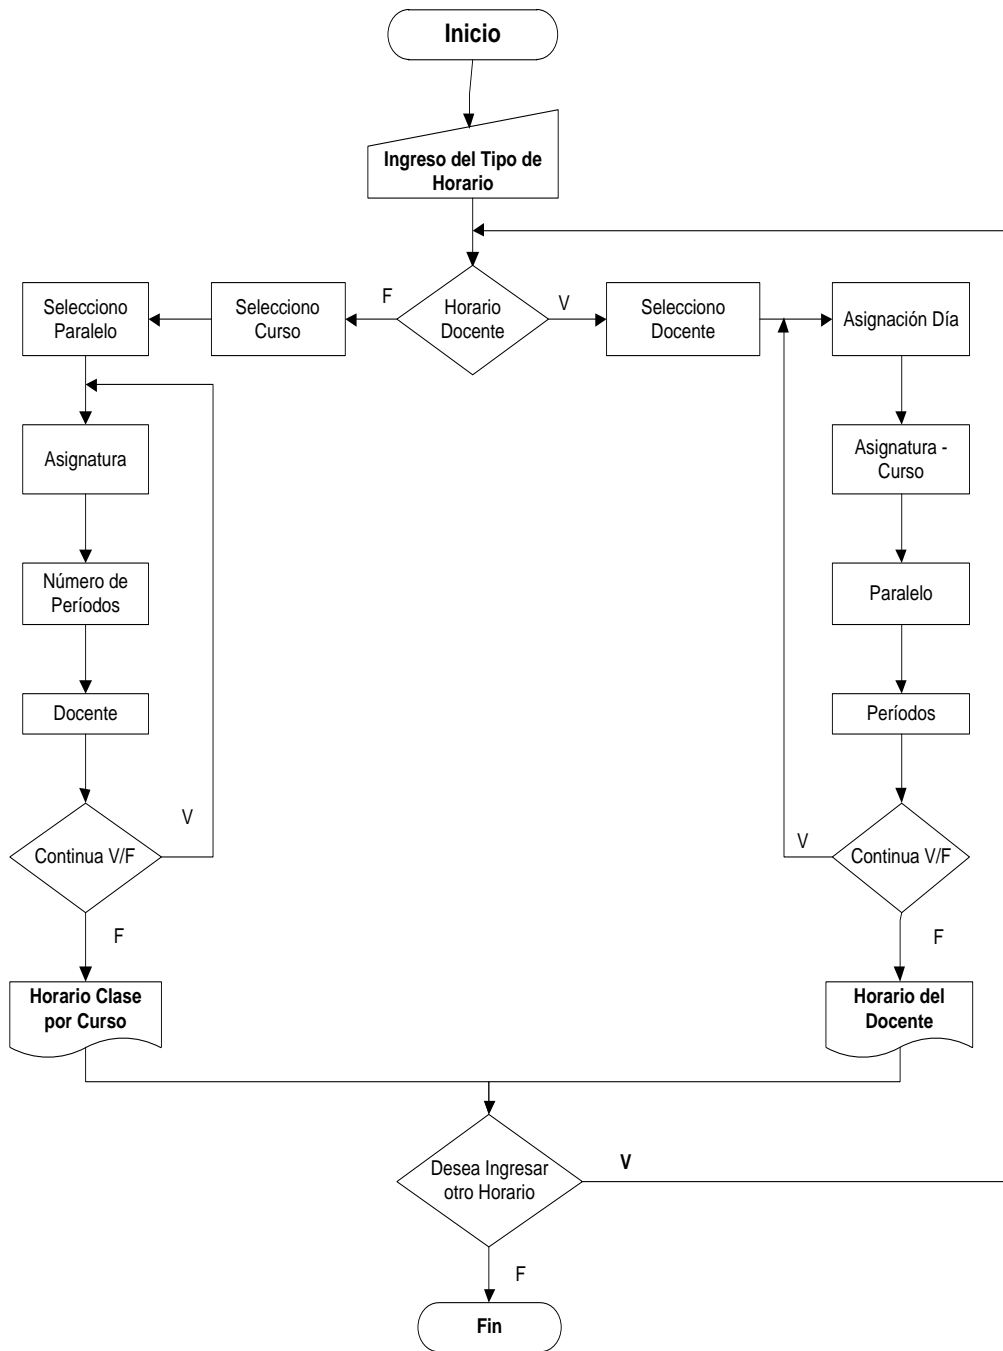 Inicio
Ingreso del Tipo de
Horario
Selecciono
Paralelo
Selecciono
Curso
F
Horario
Docente
V
Selecciono
Docente
Asignación Día
Asignatura
Asignatura -
Curso
Número de
Períodos
Paralelo
Docente
Períodos
Continua V/F
V
V
Continua V/F
F
F
Horario Clase
por Curso
Horario del
Docente
Desea Ingresar
otro Horario
V
F
Fin